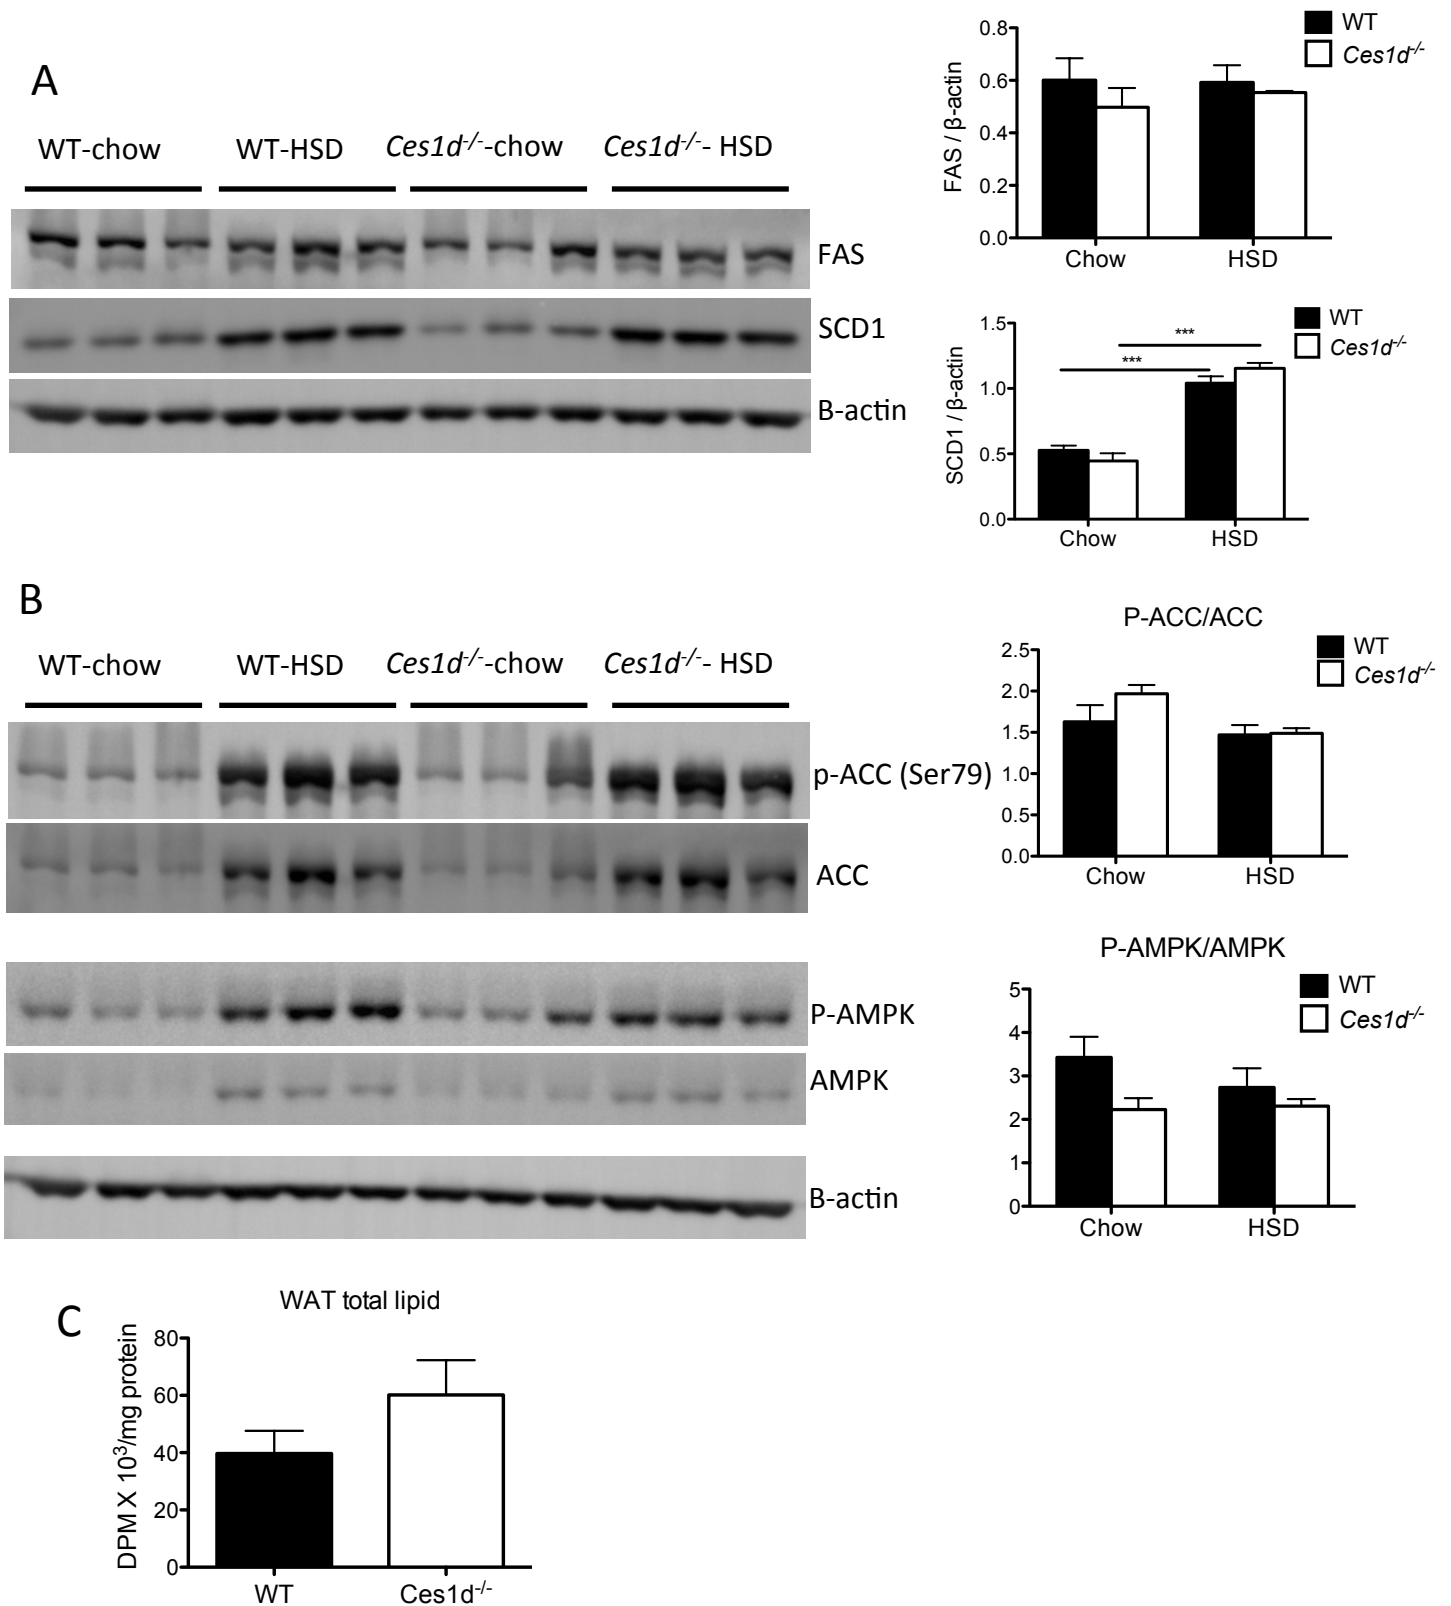 A
WT-chow WT-HSD Ces1d-/--chow Ces1d-/-- HSD
FAS
SCD1
B-actin
FAS / β-actin
0.8
0.6
0.4
0.2
0.0
Chow HSD
WT
Ces1d-/-
SCD1 / β-actin
1.5
1.0
0.5
0.0
***
***
Chow HSD
WT
Ces1d-/-
B
WT-chow WT-HSD Ces1d-/--chow Ces1d-/-- HSD
p-ACC (Ser79)
ACC
P-AMPK
AMPK
B-actin
P-ACC/ACC
2.5
2.0
1.5
1.0
0.5
0.0
Chow HSD
WT
Ces1d-/-
P-AMPK/AMPK
5
4
3
2
1
0
Chow HSD
WT
Ces1d-/-
C
WAT total lipid
DPM X 10³/mg protein
80
60
40
20
0
WT Ces1d-/-